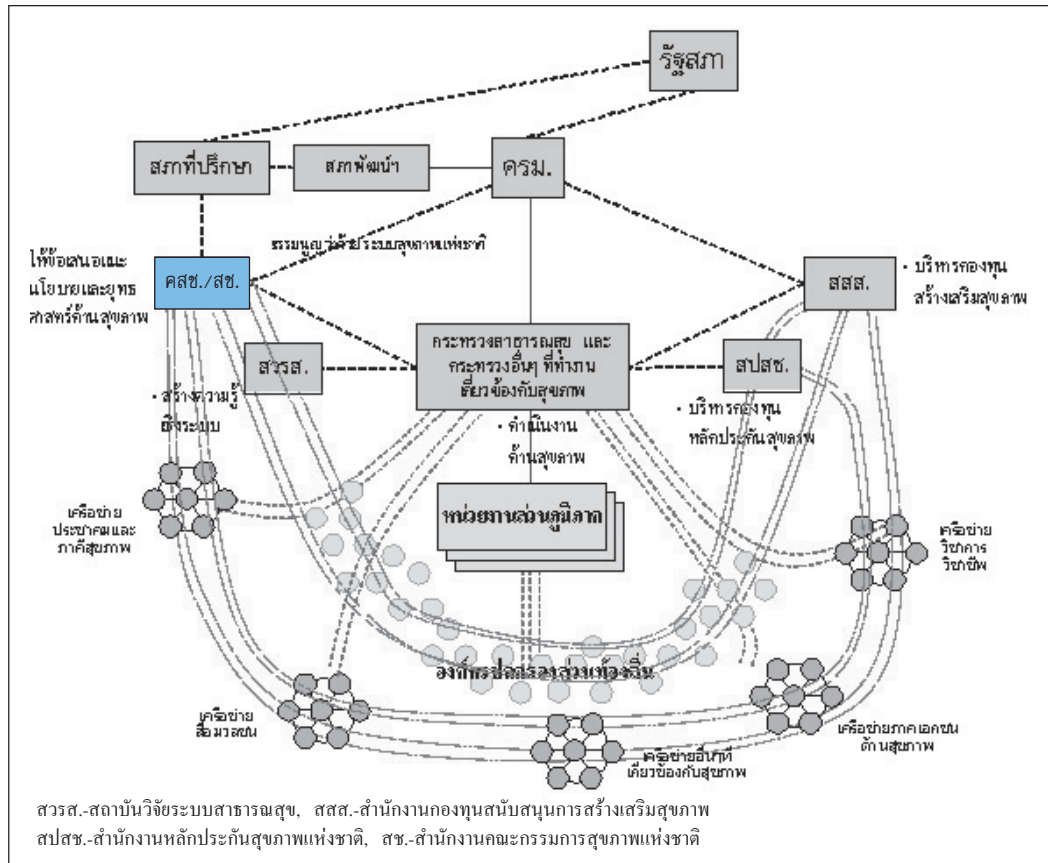 รัฐสภา
สภาที่ปรึกษา
สภาพัฒน์ฯ
ครม.
ธรรมนูญว่าด้วยระบบสุขภาพแห่งชาติ
ให้ข้อเสนอแนะ
นโยบายและยุทธ
ศาสตร์ด้านสุขภาพ
คสช./สช.
สสส.
• บริหารกองทุน
สร้างเสริมสุขภาพ
สวรส.
กระทรวงสาธารณสุข และ
กระทรวงอื่นๆ ที่ทำงาน
เกี่ยวข้องกับสุขภาพ
สปสช.
• สร้างความรู้
เชิงระบบ
• ดำเนินงาน
ด้านสุขภาพ
• บริหารกองทุน
หลักประกันสุขภาพ
หน่วยงานส่วนภูมิภาค
เครือข่าย
ประชาคมและ
ภาคีสุขภาพ
เครือข่าย
วิชาการ
วิชาชีพ
องค์กรปกครองส่วนท้องถิ่น
เครือข่าย
สื่อมวลชน
เครือข่ายอื่นๆที่
เกี่ยวข้องกับสุขภาพ
เครือข่ายภาคเอกชน
ด้านสุขภาพ
สวรส.-สถาบันวิจัยระบบสาธารณสุข, สสส.-สำนักงานกองทุนสนับสนุนการสร้างเสริมสุขภาพ
สปสช.-สำนักงานหลักประกันสุขภาพแห่งชาติ, สช.-สำนักงานคณะกรรมการสุขภาพแห่งชาติ